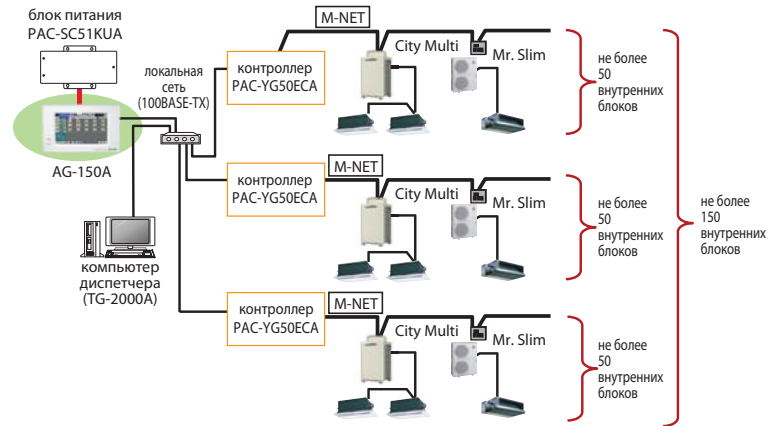 блок питания
PAC-SC51KUA
AG-150A
компьютер
диспетчера
(TG-2000A)
локальная
сеть
(100BASE-TX)
M-NET
контроллер
PAC-YG50ECA
City Multi
Mr. Slim
не более
50
внутренних
блоков
M-NET
контроллер
PAC-YG50ECA
City Multi
Mr. Slim
не более
50
внутренних
блоков
M-NET
контроллер
PAC-YG50ECA
City Multi
Mr. Slim
не более
50
внутренних
блоков
не более
150
внутренних
блоков